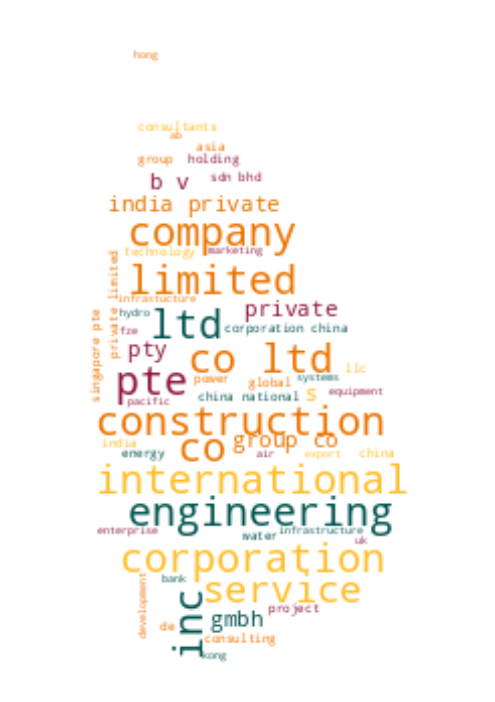 hong
consultants
ab
asia
group holding
b v sdn bhd
india private
company
technology marketing
limited
private limited
infrastucture
hydro ltd private
singapore pte
fze corporation china
pty co ltd
llc
pte power global systems
pacific china national s equipment
construction
india co group co
energy air export china
international
engineering
enterprise water infrastructure
uk
corporation
bank
development
service
inc
gmbh project
de
consulting
kong